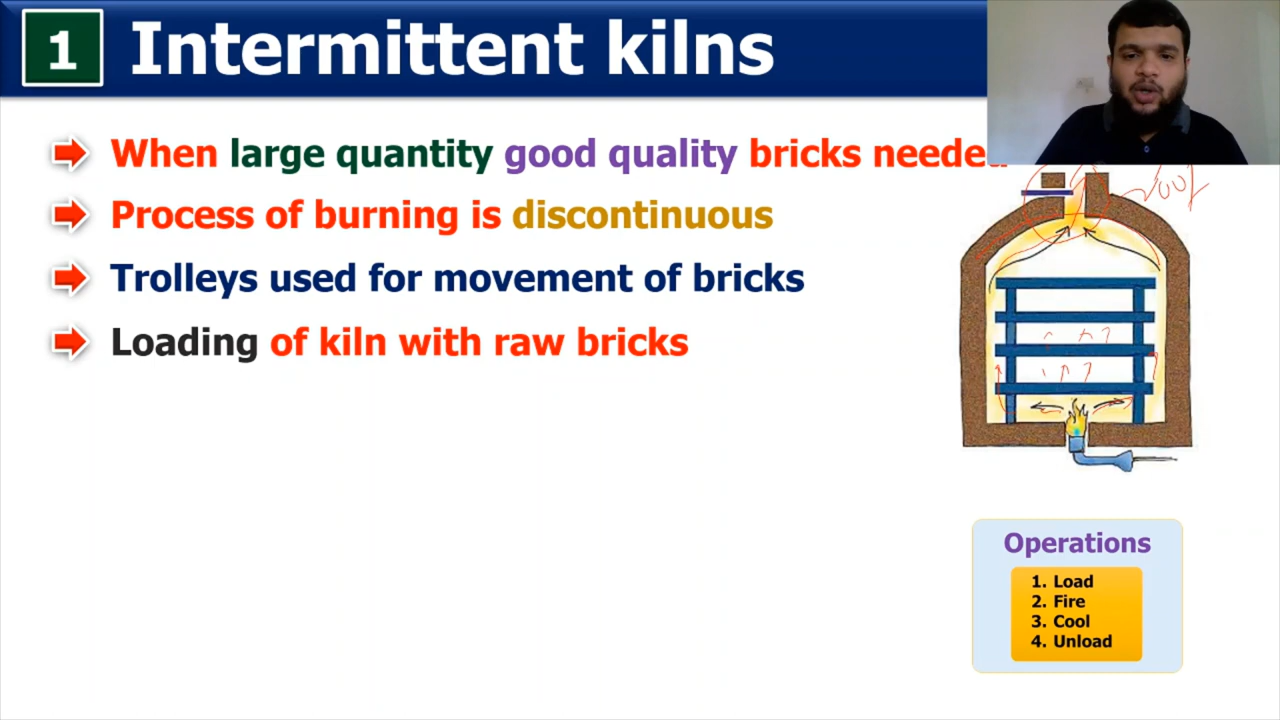 1 Intermittent kilns
When large quantity good quality bricks needed
Process of burning is discontinuous
Trolleys used for movement of bricks
Loading of kiln with raw bricks
roof
Operations
1. Load
2. Fire
3. Cool
4. Unload